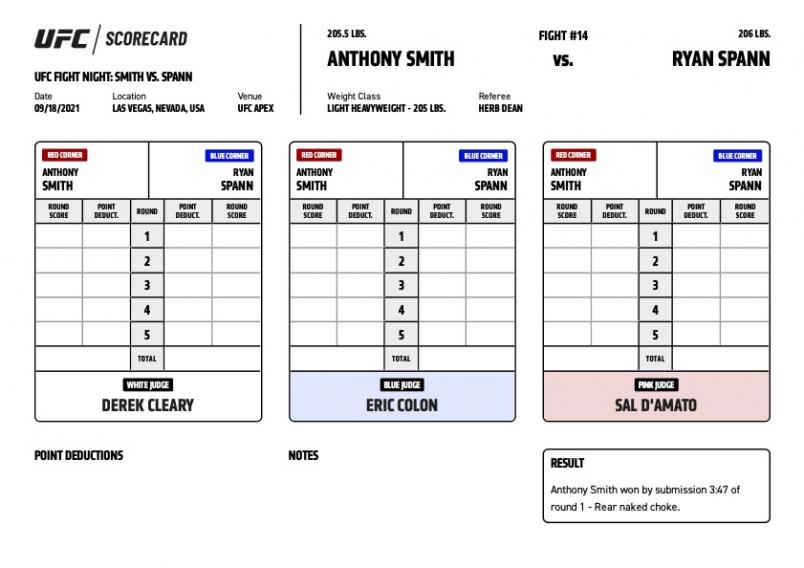 UFC / SCORECARD
UFC FIGHT NIGHT: SMITH VS. SPANN
Date Location Venue
09/18/2021 LAS VEGAS, NEVADA, USA UFC APEX
205.5 LBS. FIGHT #14 206 LBS.
ANTHONY SMITH VS. RYAN SPANN
Weight Class Referee
LIGHT HEAVYWEIGHT - 205 LBS. HERB DEAN
RED CORNER BLUE CORNER
ANTHONY RYAN
SMITH SPANN
ROUND POINT ROUND POINT ROUND
SCORE DEDUCT. DEDUCT. SCORE
1
2
3
4
5
TOTAL
WHITE JUDGE
DEREK CLEARY
RED CORNER BLUE CORNER
ANTHONY RYAN
SMITH SPANN
ROUND POINT ROUND POINT ROUND
SCORE DEDUCT. DEDUCT. SCORE
1
2
3
4
5
TOTAL
BLUE JUDGE
ERIC COLON
RED CORNER BLUE CORNER
ANTHONY RYAN
SMITH SPANN
ROUND POINT ROUND POINT ROUND
SCORE DEDUCT. DEDUCT. SCORE
1
2
3
4
5
TOTAL
PINK JUDGE
SAL D'AMATO
POINT DEDUCTIONS
NOTES
RESULT
Anthony Smith won by submission 3:47 of
round 1 - Rear naked choke.